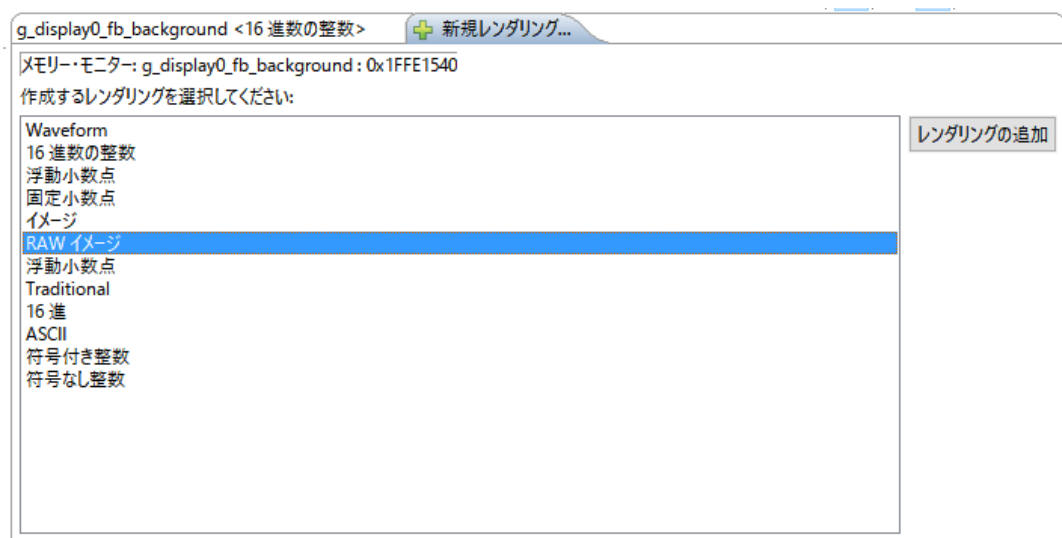 g_display0_fb_background <16 進数の整数>
新規レンダリング...
メモリー・モニター: g_display0_fb_background : 0x1FFE1540
作成するレンダリングを選択してください:
Waveform
16 進数の整数
浮動小数点
固定小数点
イメージ
RAW イメージ
浮動小数点
Traditional
16 進
ASCII
符号付き整数
符号なし整数
レンダリングの追加